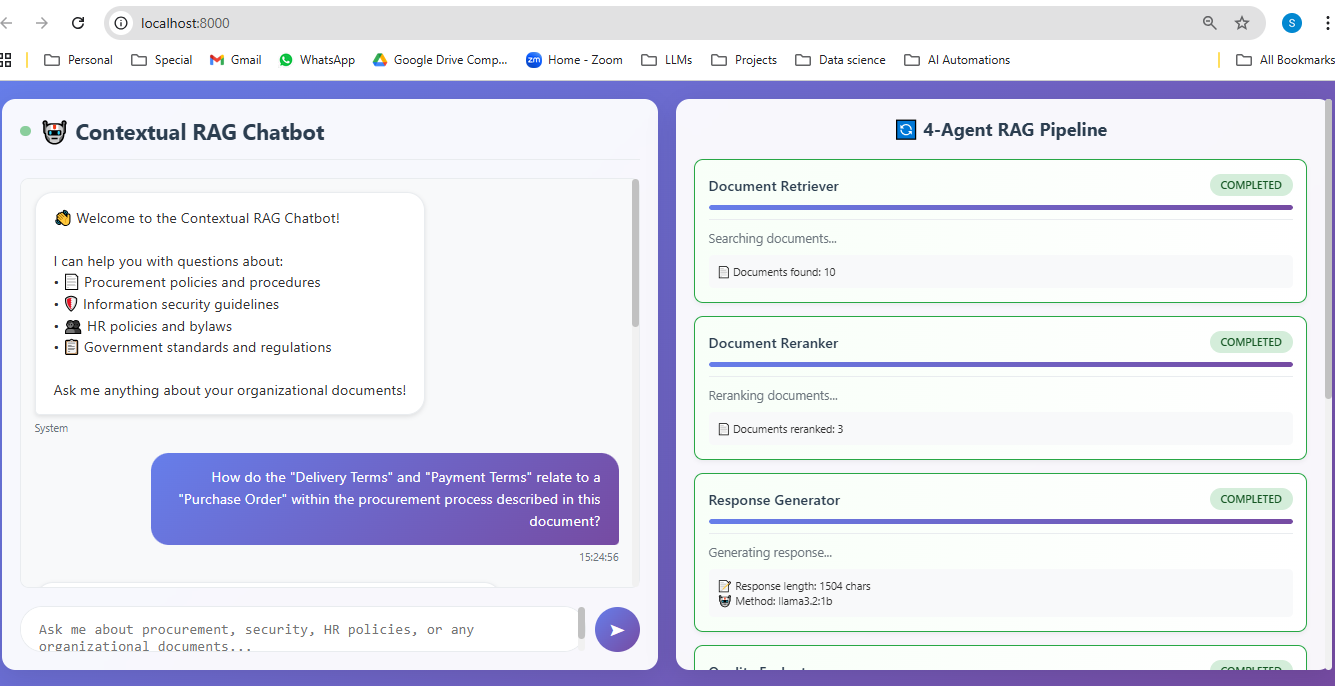 localhost:8000
S
Personal
Special
Gmail
WhatsApp
Google Drive Comp...
zm Home - Zoom
LLMs
Projects
Data science
AI Automations
All Bookmarks
Contextual RAG Chatbot
Welcome to the Contextual RAG Chatbot!
I can help you with questions about:
• Procurement policies and procedures
• Information security guidelines
• HR policies and bylaws
• Government standards and regulations
Ask me anything about your organizational documents!
System
How do the "Delivery Terms" and "Payment Terms" relate to a
"Purchase Order" within the procurement process described in this
document?
15:24:56
Ask me about procurement, security, HR policies, or any
organizational documents...
4-Agent RAG Pipeline
Document Retriever
COMPLETED
Searching documents...
Documents found: 10
Document Reranker
COMPLETED
Reranking documents...
Documents reranked: 3
Response Generator
COMPLETED
Generating response...
Response length: 1504 chars
Method: llama3.2:1b
COMPLETED